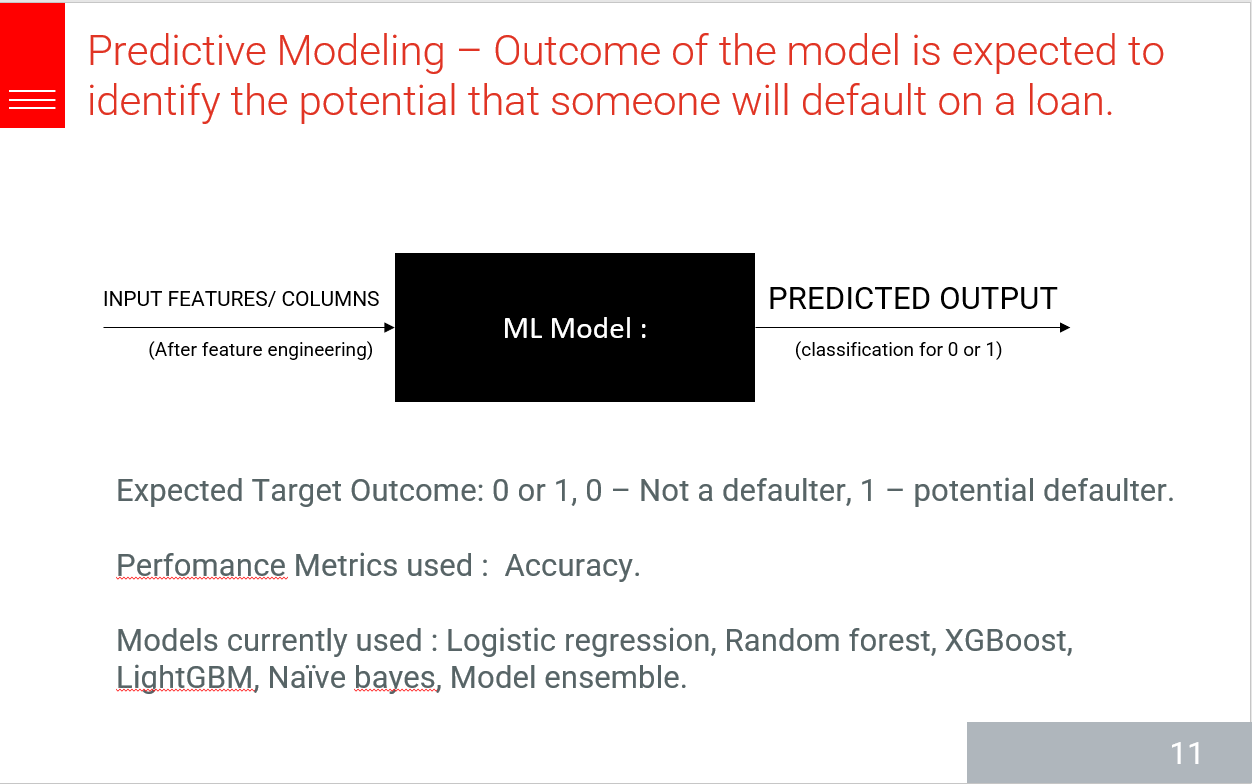 Predictive Modeling – Outcome of the model is expected to
identify the potential that someone will default on a loan.
INPUT FEATURES/ COLUMNS
(After feature engineering)
ML Model :
PREDICTED OUTPUT
(classification for 0 or 1)
Expected Target Outcome: 0 or 1, 0 – Not a defaulter, 1 – potential defaulter.
Perfomance Metrics used :  Accuracy.
Models currently used : Logistic regression, Random forest, XGBoost,
LightGBM, Naïve bayes, Model ensemble.
11